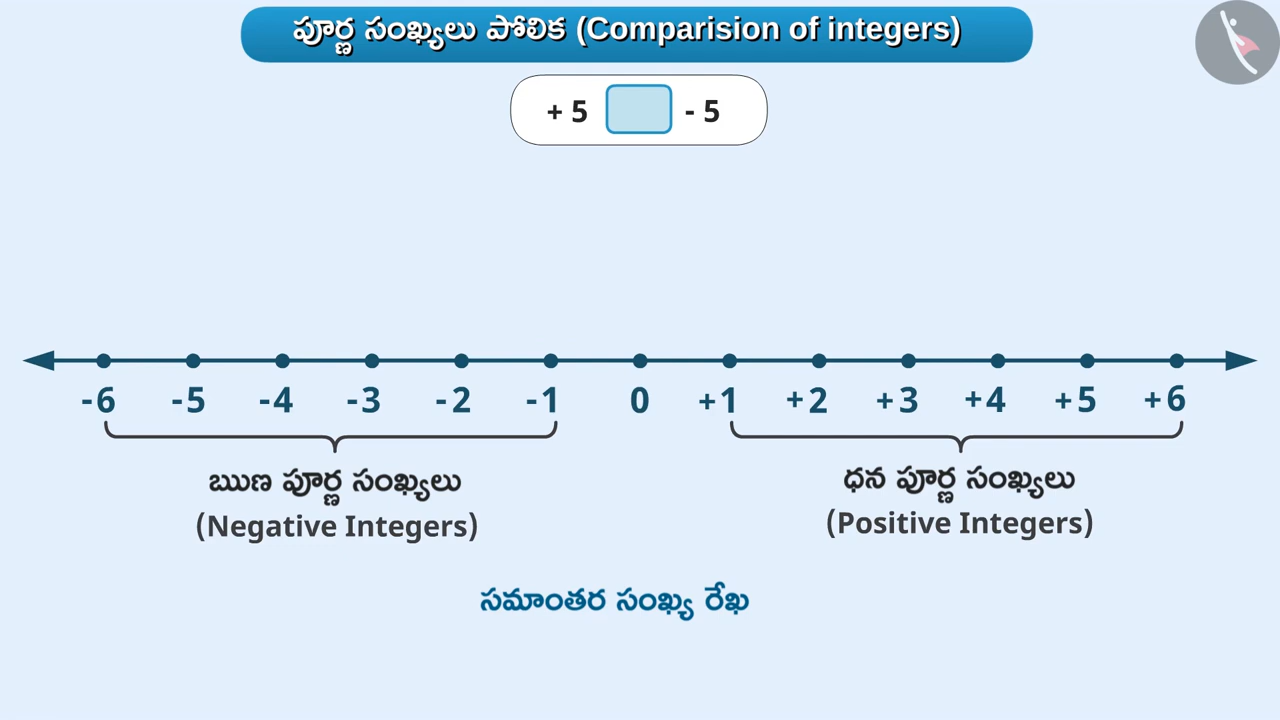 పూర్ణ సంఖ్యలు పోలిక (Comparision of integers)
+ 5 - 5
-6 -5 -4 -3 -2 -1 0 +1 +2 +3 +4 +5 +6
ఋణ పూర్ణ సంఖ్యలు
(Negative Integers)
ధన పూర్ణ సంఖ్యలు
(Positive Integers)
సమాంతర సంఖ్య రేఖ